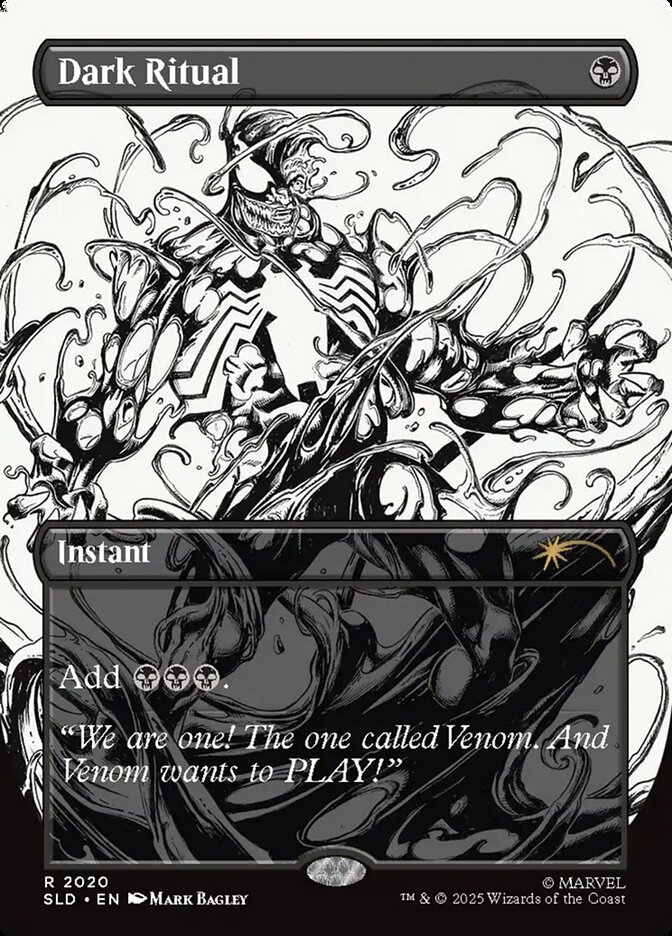 Dark Ritual
Instant
Add .
“We are one! The one called Venom. And
Venom wants to PLAY!”
R 2020
SLD • EN MARK BAGLEY
© MARVEL
™ & © 2025 Wizards of the Coast